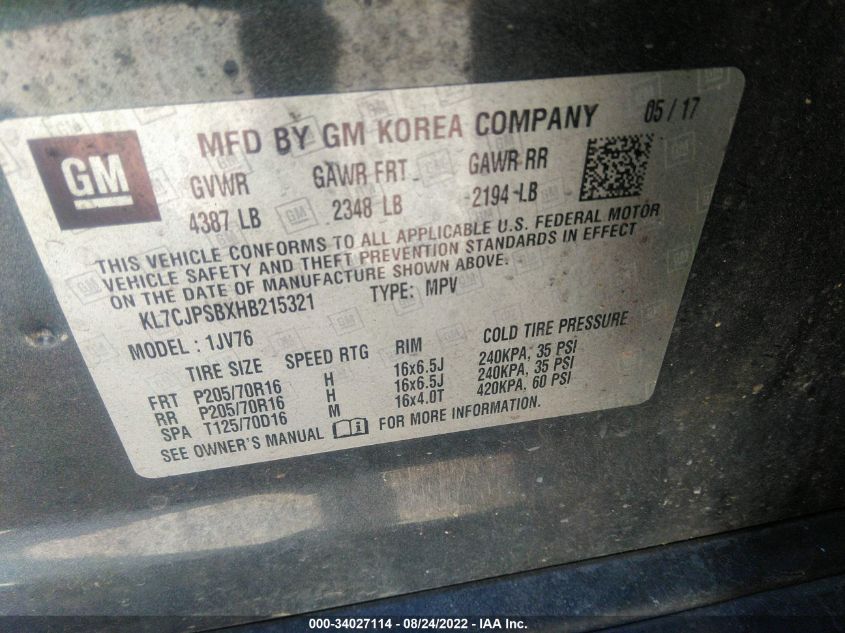 GM
MFD BY GM KOREA COMPANY 05 / 17
GVWR GAWR FRT GAWR RR
4387 LB 2348 LB 2194 LB
THIS VEHICLE CONFORMS TO ALL APPLICABLE U.S. FEDERAL MOTOR
VEHICLE SAFETY AND THEFT PREVENTION STANDARDS IN EFFECT
ON THE DATE OF MANUFACTURE SHOWN ABOVE.
KL7CJPSBXHB215321 TYPE: MPV
MODEL : 1JV76
TIRE SIZE SPEED RTG RIM COLD TIRE PRESSURE
FRT P205/70R16 H 16x6.5J 240KPA, 35 PSI
RR P205/70R16 H 16x6.5J 240KPA, 35 PSI
SPA T125/70D16 M 16x4.0T 420KPA, 60 PSI
SEE OWNER'S MANUAL FOR MORE INFORMATION.
000-34027114 - 08/24/2022 - IAA Inc.